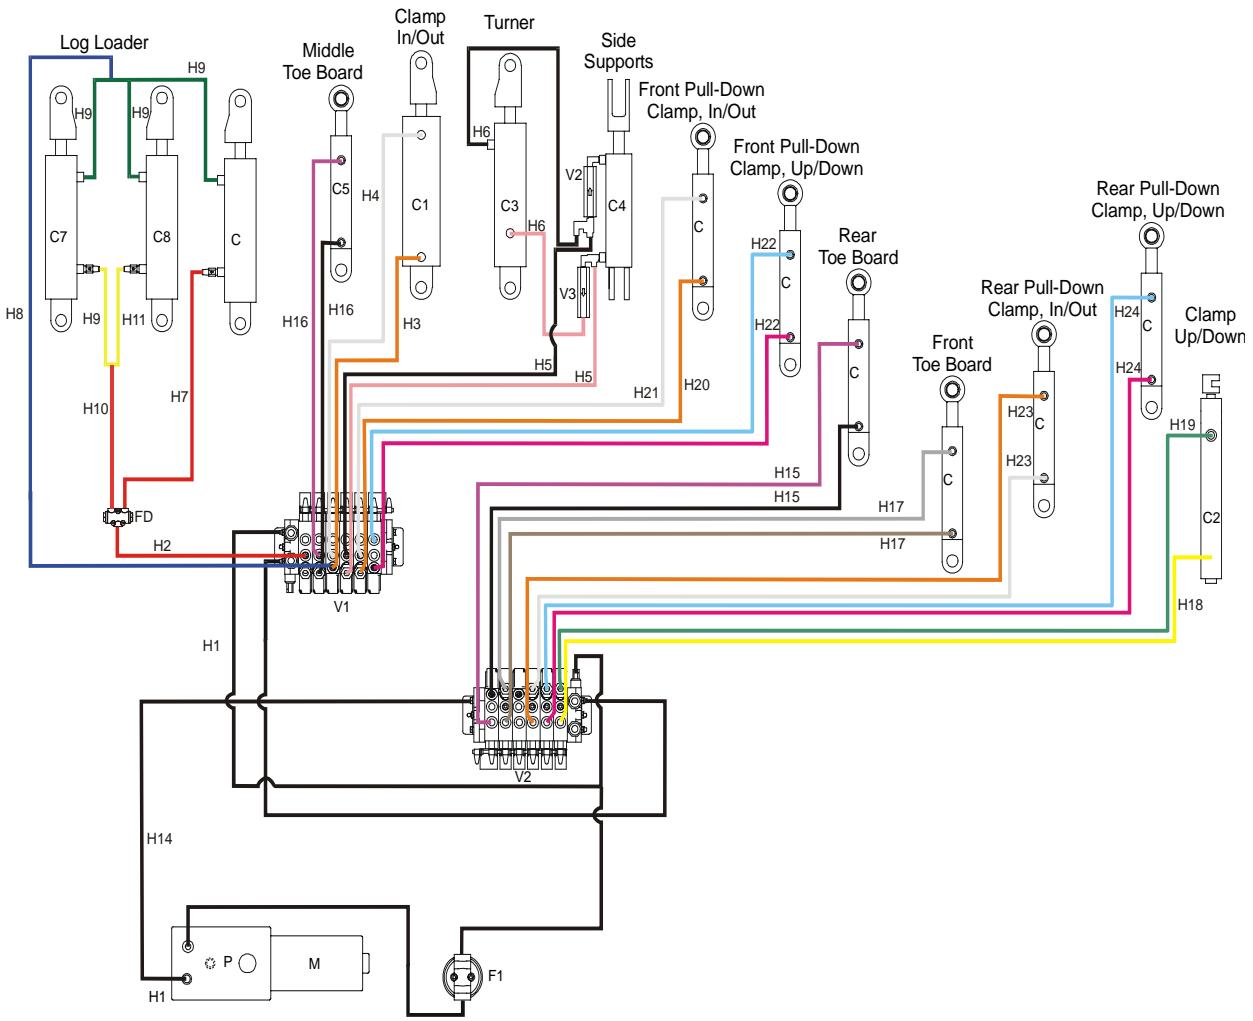 Log Loader
Middle
Toe Board
Clamp
In/Out
Turner
Side
Supports
Front Pull-Down
Clamp, In/Out
Front Pull-Down
Clamp, Up/Down
Rear
Toe Board
Front
Toe Board
Rear Pull-Down
Clamp, In/Out
Rear Pull-Down
Clamp, Up/Down
Clamp
Up/Down
H9
H9
H9
H6
V2
C5
H4
C1
C3
C4
H6
C7
C8
C
C
C
C
C
C
C
C2
H8
H9
H11
H16
H16
H3
V3
H22
H22
H24
H24
H5
H5
H21
H20
H10
H7
H23
H23
H19
H15
H15
H17
H17
FD
H2
V1
H1
H18
V2
H14
P
M
F1
H1